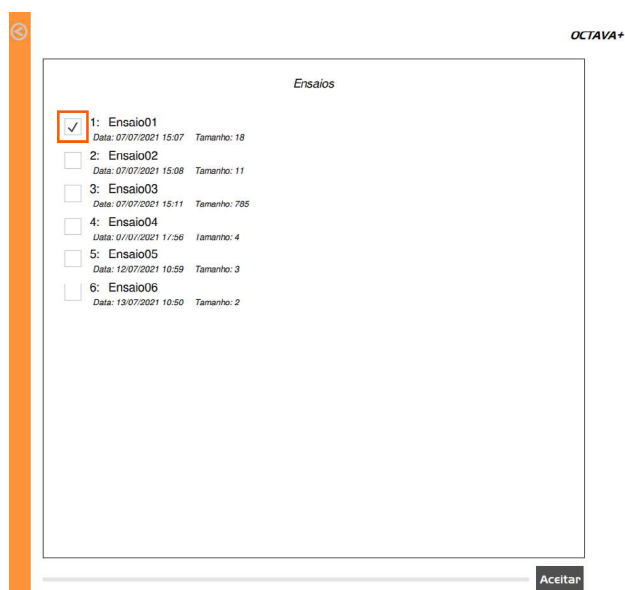 OCTAVA+
Ensaios
1: Ensaio01
Data: 07/07/2021 15:07 Tamanho: 18
2: Ensaio02
Data: 07/07/2021 15:08 Tamanho: 11
3: Ensaio03
Data: 07/07/2021 15:11 Tamanho: 785
4: Ensaio04
Data: 07/07/2021 17:56 Tamanho: 4
5: Ensaio05
Data: 12/07/2021 10:59 Tamanho: 3
6: Ensaio06
Data: 13/07/2021 10:50 Tamanho: 2
Aceitar